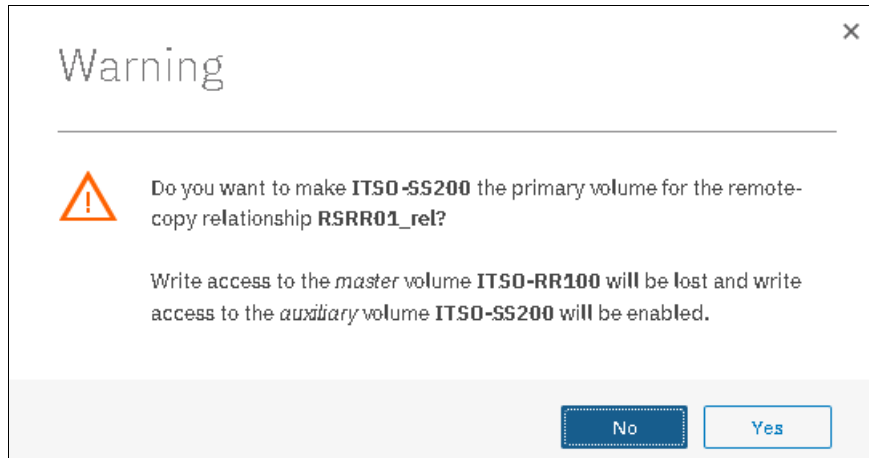 Warning
Do you want to make ITSO-SS200 the primary volume for the remote-
copy relationship RSRR01_rel?
Write access to the master volume ITSO-RR100 will be lost and write
access to the auxiliary volume ITSO-SS200 will be enabled.
No
Yes